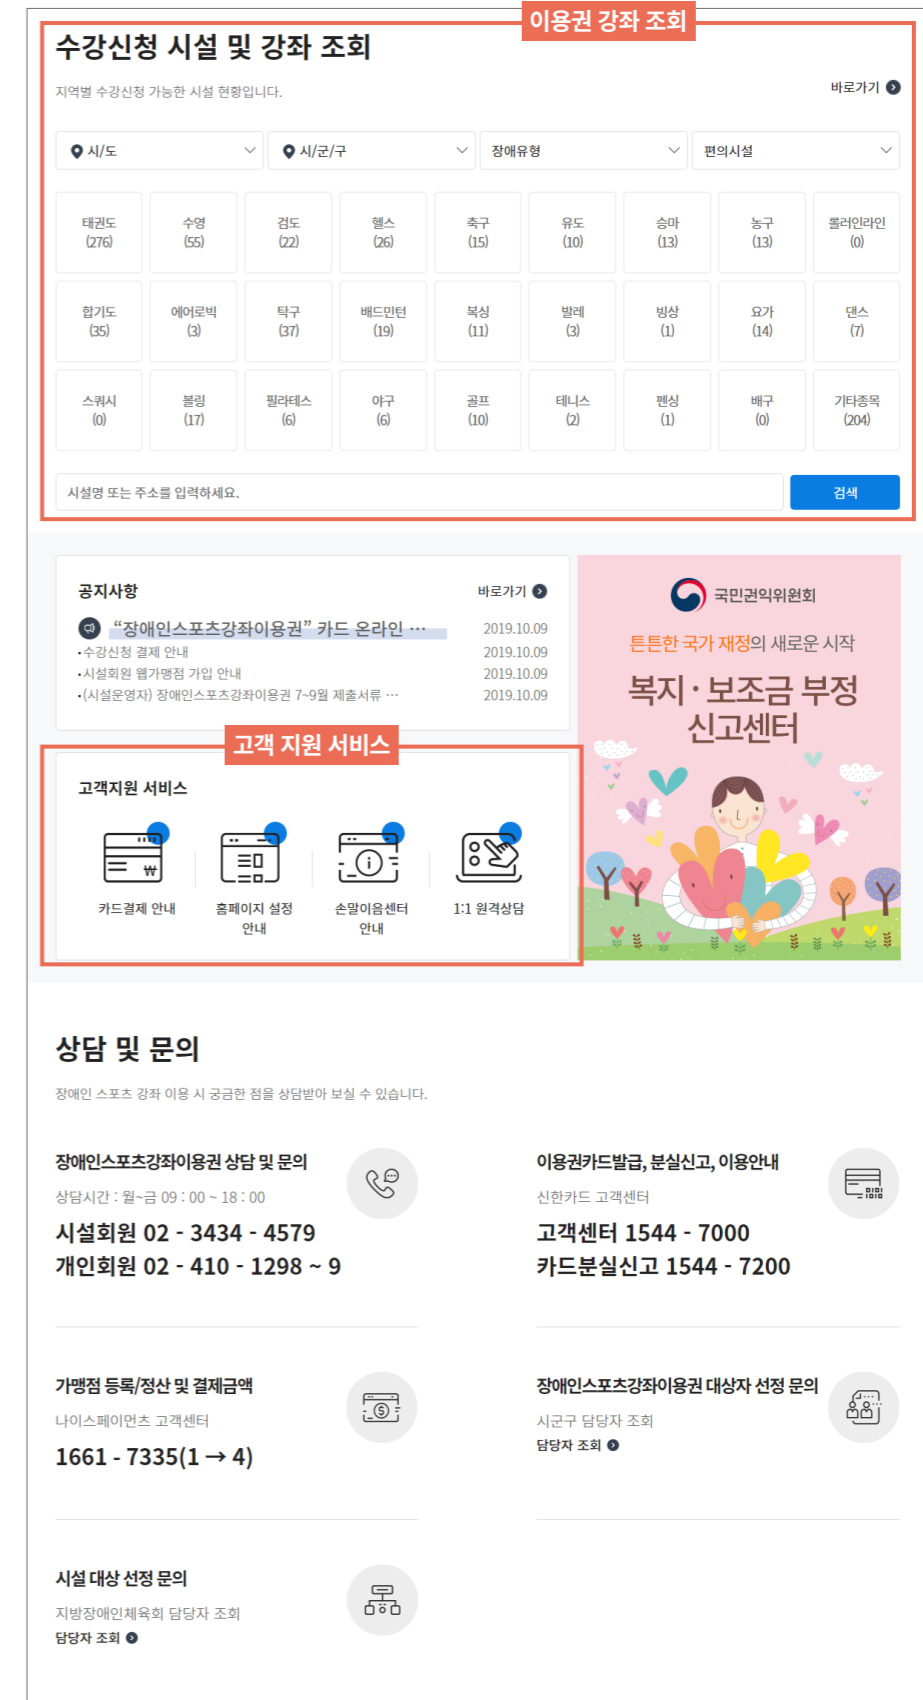 이용권 강좌 조회
수강신청 시설 및 강좌 조회
지역별 수강신청 가능한 시설 현황입니다.
바로가기
시/도
시/군/구
장애유형
편의시설
태권도 수영 검도 헬스 축구 유도 승마 농구 롤러인라인
(276) (55) (22) (26) (15) (10) (13) (13) (0)
합기도 에어로빅 탁구 배드민턴 복싱 발레 빙상 요가 댄스
(35) (3) (37) (19) (11) (3) (1) (14) (7)
스쿼시 볼링 필라테스 야구 골프 테니스 펜싱 배구 기타종목
(0) (17) (6) (6) (10) (2) (1) (0) (204)
시설명 또는 주소를 입력하세요.
검색
공지사항
바로가기
“장애인스포츠강좌이용권” 카드 온라인 … 2019.10.09
·수강신청 결제 안내 2019.10.09
·시설회원 웹가맹점 가입 안내 2019.10.09
·(시설운영자) 장애인스포츠강좌이용권 7~9월 제출서류 … 2019.10.09
국민권익위원회
튼튼한 국가 재정의 새로운 시작
복지 · 보조금 부정
신고센터
고객 지원 서비스
고객지원 서비스
카드결제 안내
홈페이지 설정
안내
손말이음센터
안내
1:1 원격상담
상담 및 문의
장애인 스포츠 강좌 이용 시 궁금한 점을 상담받아 보실 수 있습니다.
장애인스포츠강좌이용권 상담 및 문의
상담시간 : 월~금 09 : 00 ~ 18 : 00
시설회원 02 - 3434 - 4579
개인회원 02 - 410 - 1298 ~ 9
이용권카드발급, 분실신고, 이용안내
신한카드 고객센터
고객센터 1544 - 7000
카드분실신고 1544 - 7200
가맹점 등록/정산 및 결제금액
나이스페이먼츠 고객센터
1661 - 7335(1 → 4)
장애인스포츠강좌이용권 대상자 선정 문의
시군구 담당자 조회
담당자 조회
시설 대상 선정 문의
지방장애인체육회 담당자 조회
담당자 조회